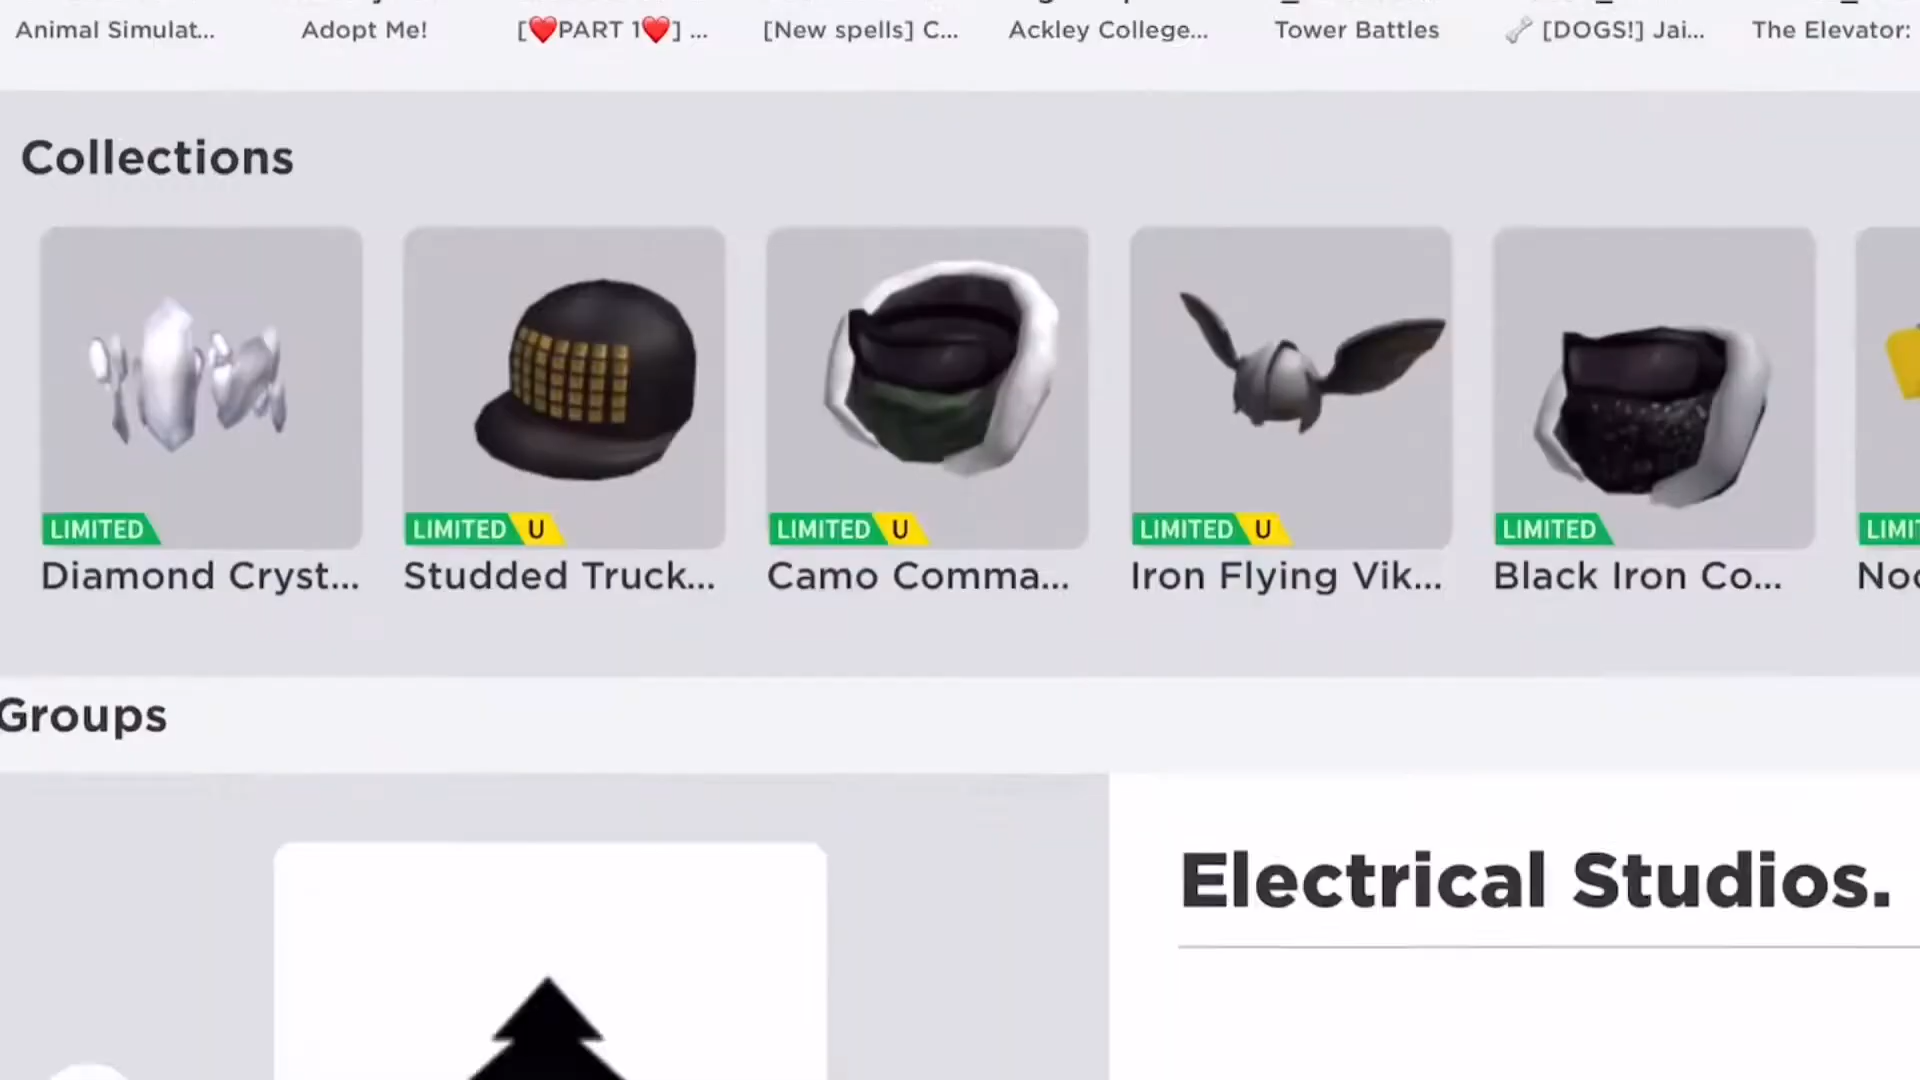 Animal Simulat...
Adopt Me!
[❤️PART 1❤️] ...
[New spells] C...
Ackley College...
Tower Battles
🦴 [DOGS!] Jai...
The Elevator:
Collections
LIMITED
LIMITED U
LIMITED U
LIMITED U
LIMITED
Diamond Cryst...
Studded Truck...
Camo Comma...
Iron Flying Vik...
Black Iron Co...
Groups
Electrical Studios.